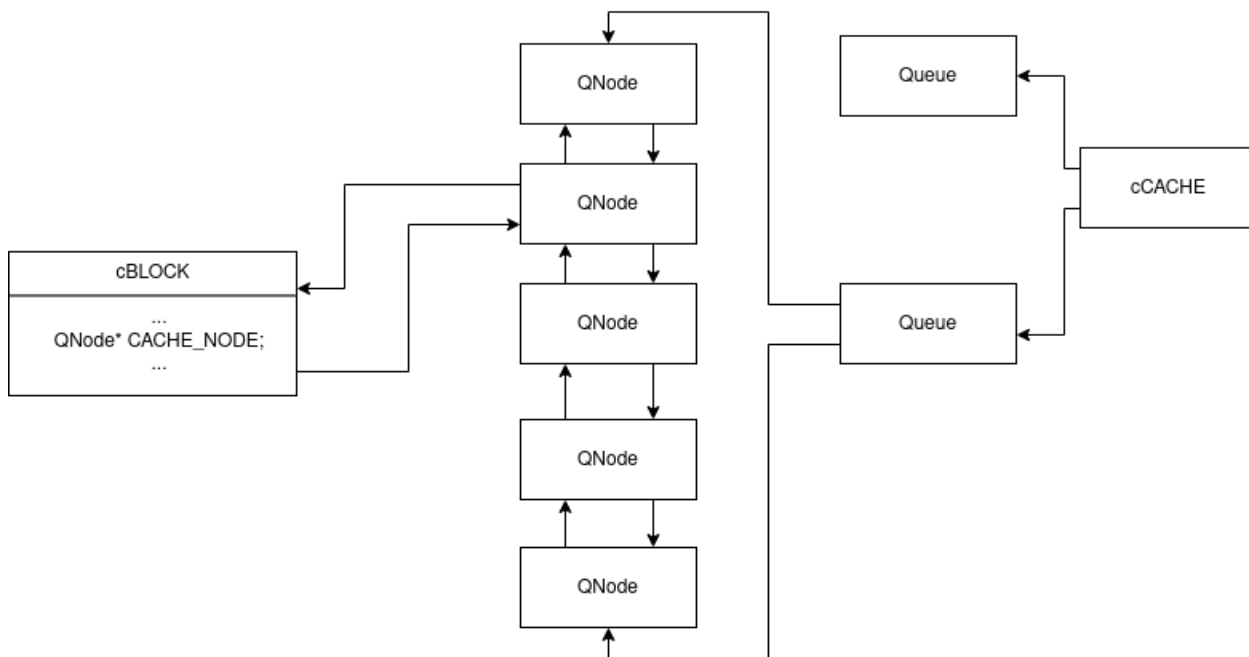 QNode
Queue
QNode
cCACHE
cBLOCK
...
QNode* CACHE_NODE;
...
QNode
Queue
QNode
QNode